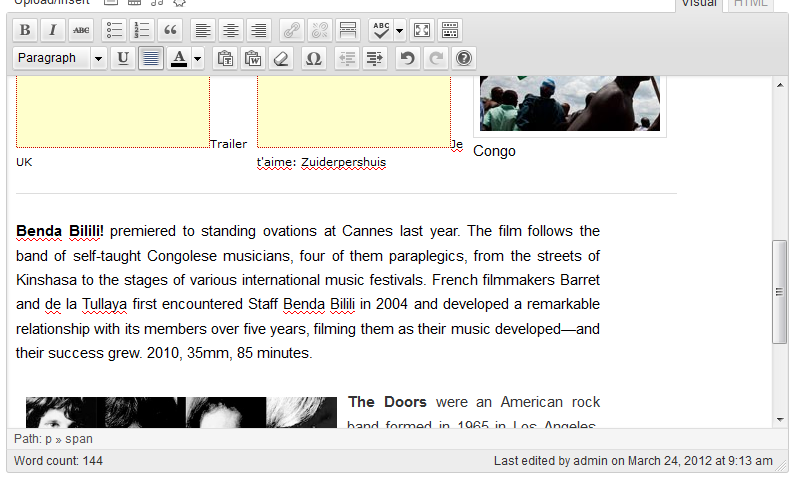 Upload/Insert
Visual
HTML
B I ABC
ABC
Paragraph U A
T W Ω ?
Trailer
UK
Je
t'aime: Zuiderpershuis
Congo
Benda Bilili! premiered to standing ovations at Cannes last year. The film follows the
band of self-taught Congolese musicians, four of them paraplegics, from the streets of
Kinshasa to the stages of various international music festivals. French filmmakers Barret
and de la Tullaya first encountered Staff Benda Bilili in 2004 and developed a remarkable
relationship with its members over five years, filming them as their music developed—and
their success grew. 2010, 35mm, 85 minutes.
The Doors were an American rock
band formed in 1965 in Los Angeles,
Path: p » span
Word count: 144
Last edited by admin on March 24, 2012 at 9:13 am